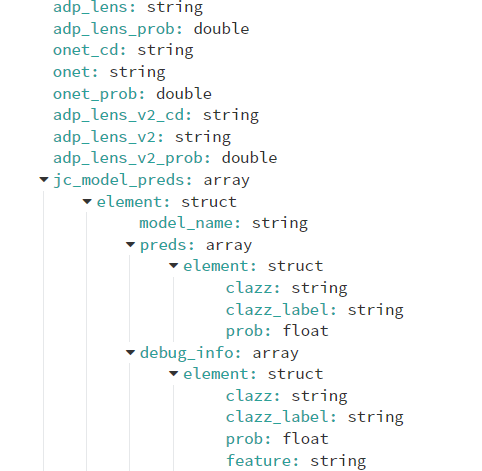 adp_lens: string
adp_lens_prob: double
onet_cd: string
onet: string
onet_prob: double
adp_lens_v2_cd: string
adp_lens_v2: string
adp_lens_v2_prob: double
jc_model_preds: array
element: struct
model_name: string
preds: array
element: struct
clazz: string
clazz_label: string
prob: float
debug_info: array
element: struct
clazz: string
clazz_label: string
prob: float
feature: string